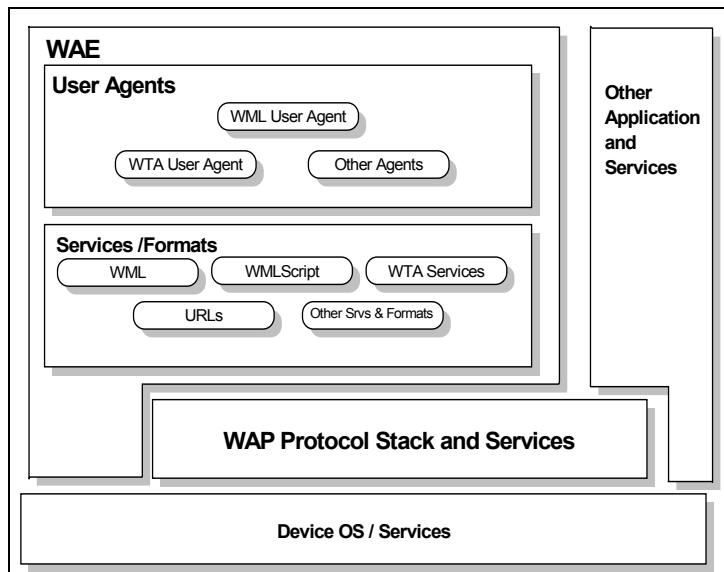 WAE
User Agents
WML User Agent
WTA User Agent
Other Agents
Services /Formats
WML
WMLScript
WTA Services
URLs
Other Srvs & Formats
Other
Application
and
Services
WAP Protocol Stack and Services
Device OS / Services